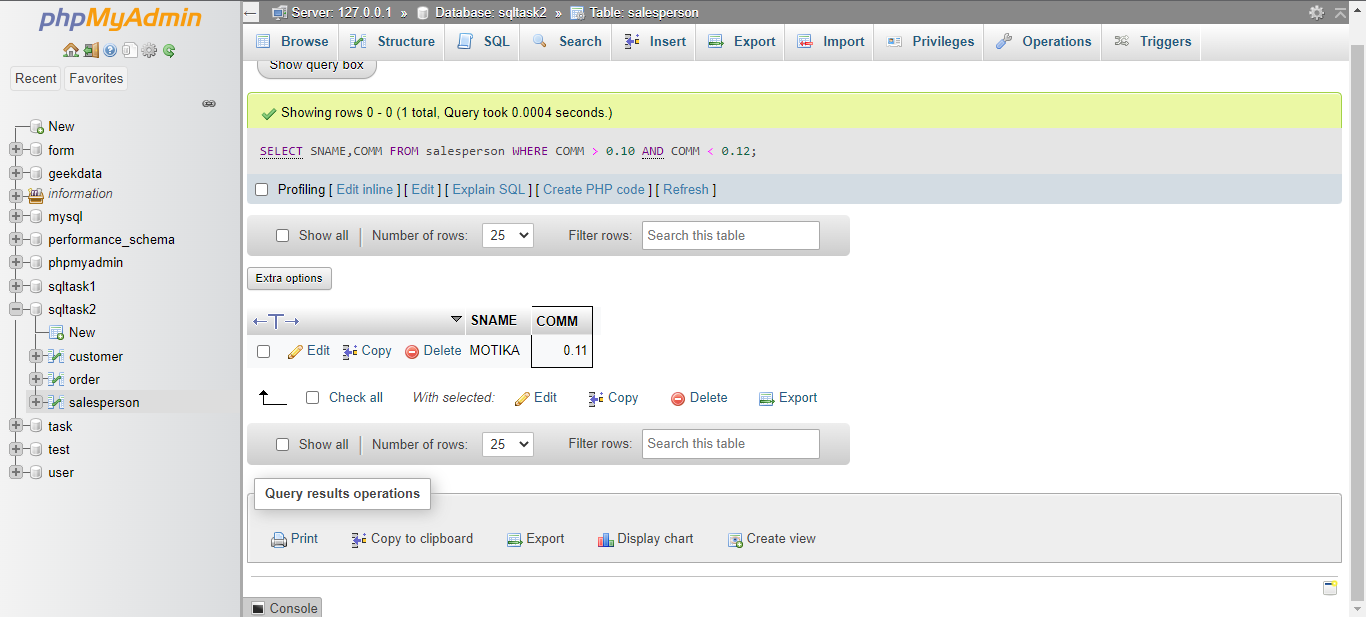 phpMyAdmin
Recent Favorites
New
form
geekdata
information
mysql
performance_schema
phpmyadmin
sqltask1
sqltask2
New
customer
order
salesperson
task
test
user
Server: 127.0.0.1 » Database: sqltask2 » Table: salesperson
Browse Structure SQL Search Insert Export Import Privileges Operations Triggers
Show query box
Showing rows 0 - 0 (1 total, Query took 0.0004 seconds.)
SELECT SNAME,COMM FROM salesperson WHERE COMM > 0.10 AND COMM < 0.12;
Profiling [ Edit inline ] [ Edit ] [ Explain SQL ] [ Create PHP code ] [ Refresh ]
Show all | Number of rows: 25 Filter rows: Search this table
Extra options
←T→ SNAME COMM
Edit Copy Delete MOTIKA 0.11
Check all With selected: Edit Copy Delete Export
Show all | Number of rows: 25 Filter rows: Search this table
Query results operations
Print Copy to clipboard Export Display chart Create view
Console